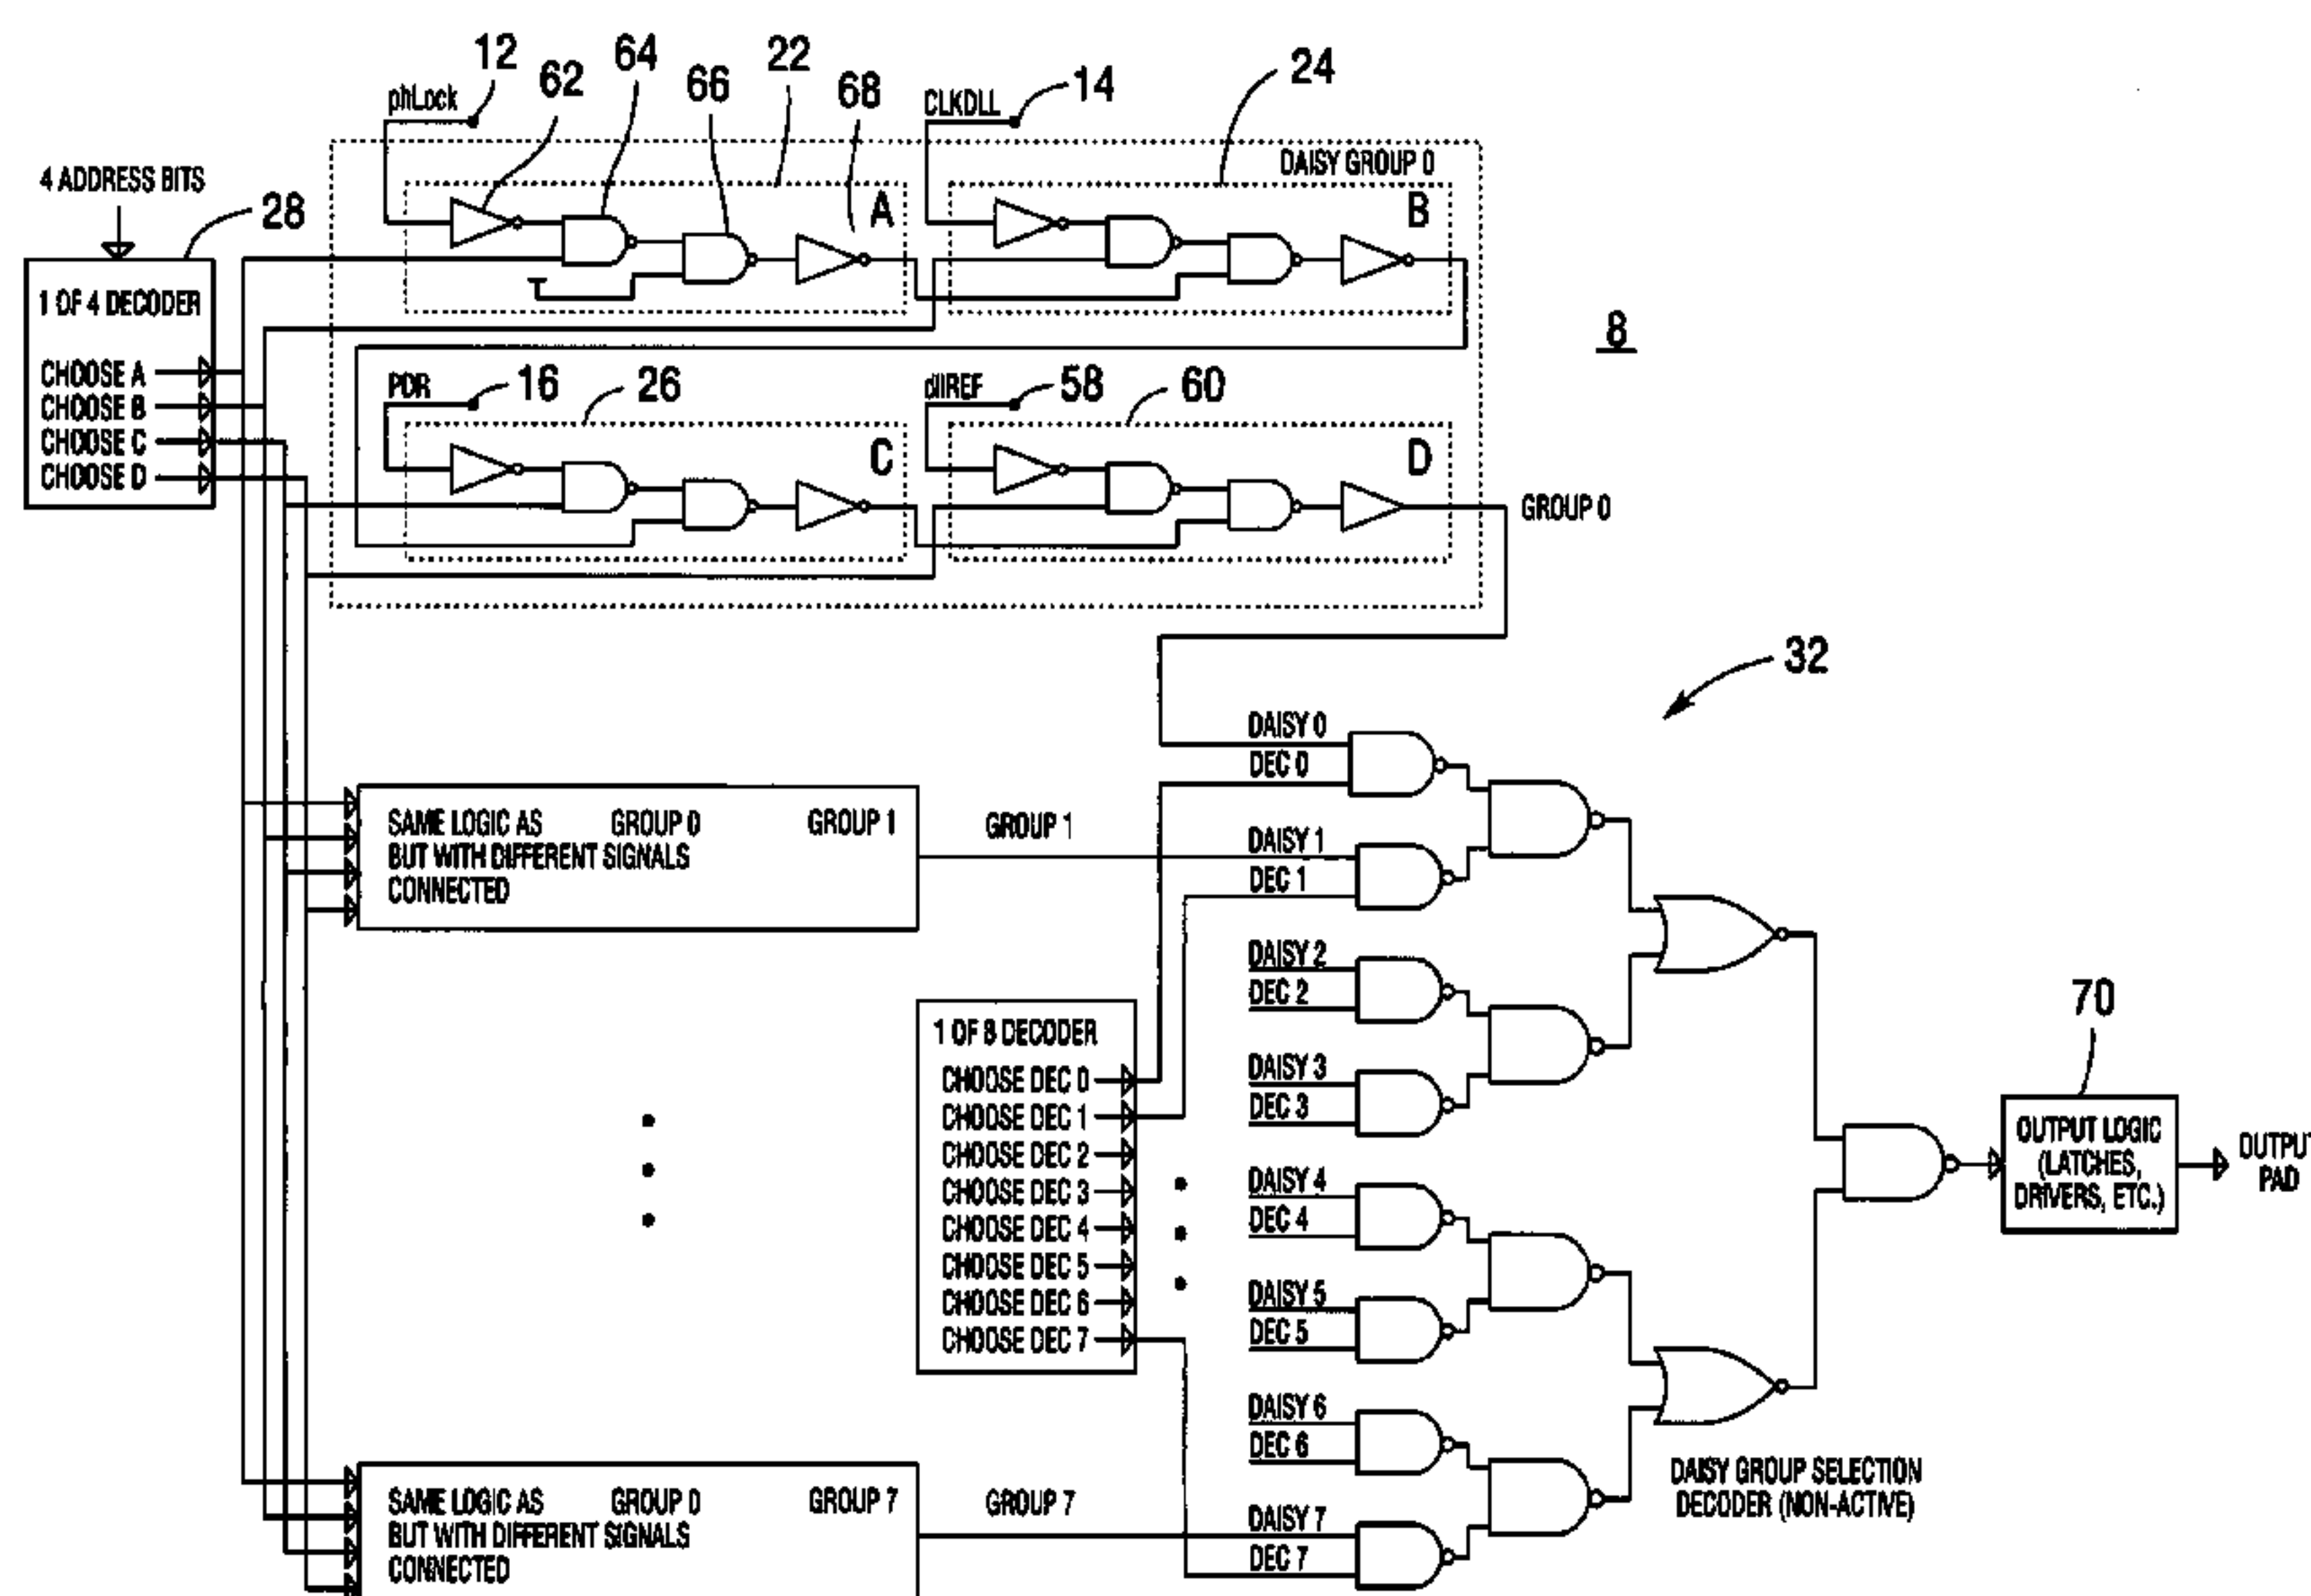 12
62
64
22
66
68
phLock
CLKDLL
14
24
DAISY GROUP 0
4 ADDRESS BITS
28
A
B
1 OF 4 DECODER
CHOOSE A
CHOOSE B
CHOOSE C
CHOOSE D
8
PDR
16
26
dllREF
58
60
C
D
GROUP 0
32
DAISY 0
DEC 0
SAME LOGIC AS GROUP 0 GROUP 1
BUT WITH DIFFERENT SIGNALS
CONNECTED
GROUP 1
DAISY 1
DEC 1
DAISY 2
DEC 2
DAISY 3
DEC 3
1 OF 8 DECODER
CHOOSE DEC 0
CHOOSE DEC 1
CHOOSE DEC 2
CHOOSE DEC 3
CHOOSE DEC 4
CHOOSE DEC 5
CHOOSE DEC 6
CHOOSE DEC 7
DAISY 4
DEC 4
DAISY 5
DEC 5
DAISY 6
DEC 6
DAISY 7
DEC 7
70
OUTPUT LOGIC
(LATCHES,
DRIVERS, ETC.)
OUTPUT
PAD
DAISY GROUP SELECTION
DECODER (NON-ACTIVE)
SAME LOGIC AS GROUP 0 GROUP 7
BUT WITH DIFFERENT SIGNALS
CONNECTED
GROUP 7